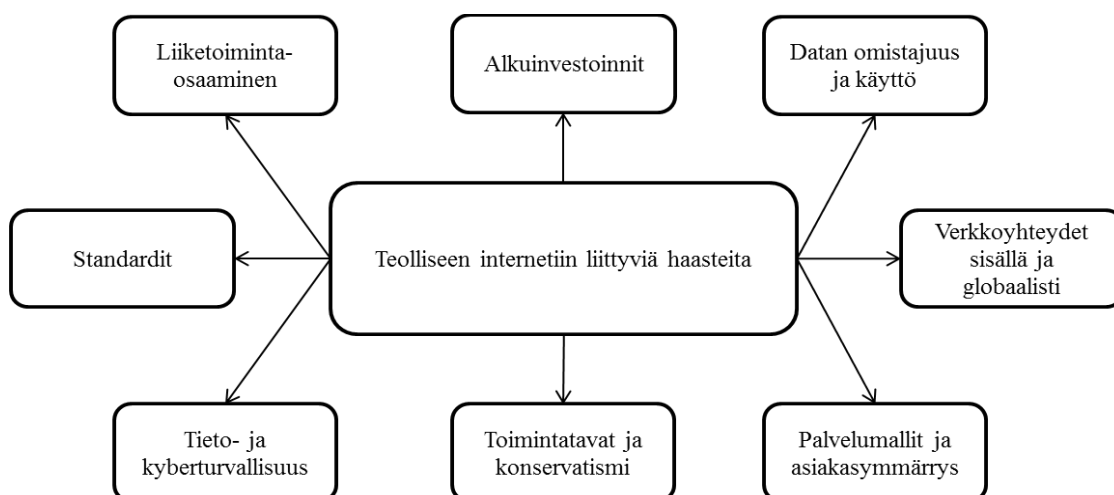 Liiketoiminta-
osaaminen
Alkuinvestoinnit
Datan omistajuus
ja käyttö
Standardit
Teolliseen internetiin liittyviä haasteita
Verkkoyhteydet
sisällä ja
globaalisti
Tieto- ja
kyberturvallisuus
Toimintatavat ja
konservatismi
Palvelumallit ja
asiakasymmärrys